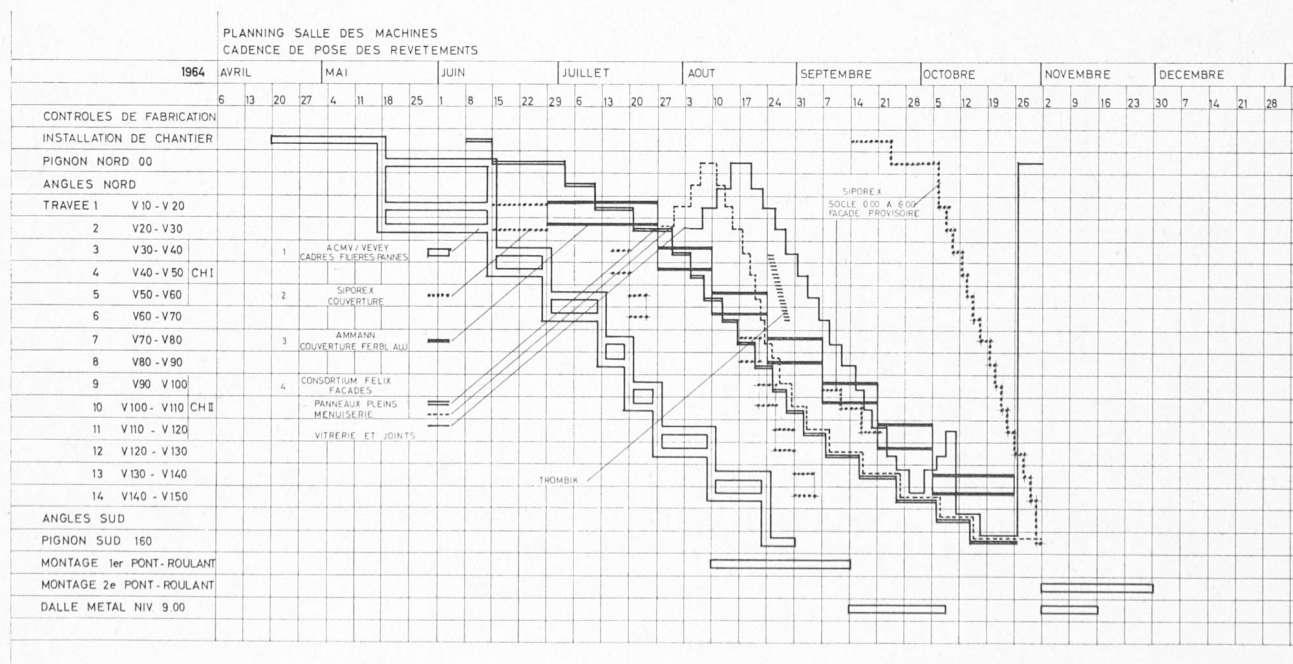 PLANNING SALLE DES MACHINES
CADENCE DE POSE DES REVETEMENTS
1964 AVRIL MAI JUIN JUILLET AOUT SEPTEMBRE OCTOBRE NOVEMBRE DECEMBRE
6 13 20 27 4 11 18 25 1 8 15 22 29 6 13 20 27 3 10 17 24 31 7 14 21 28 5 12 19 26 2 9 16 23 30 7 14 21 28
CONTROLES DE FABRICATION
INSTALLATION DE CHANTIER
PIGNON NORD 00
ANGLES NORD
TRAVEE 1 V10-V20
2 V20-V30
3 V30-V40
4 V40-V50 CH I
5 V50-V60
6 V60-V70
7 V70-V80
8 V80-V90
9 V90 V100
10 V100-V110 CH II
11 V110-V120
12 V120-V130
13 V130-V140
14 V140-V150
ANGLES SUD
PIGNON SUD 160
MONTAGE 1er PONT-ROULANT
MONTAGE 2e PONT-ROULANT
DALLE METAL NIV 9.00
1 ACMV/VEVEY
CADRES FILIERES PANNES
2 SIPOREX
COUVERTURE
3 AMMANN
COUVERTURE FERBL ALU
4 CONSORTIUM FELIX
FACADES
PANNEAUX PLEINS
MENUISERIE
VITRERIE ET JOINTS
TROMBIK
SIPOREX
SOCLE 0.00 A 6.00
FACADE PROVISOIRE